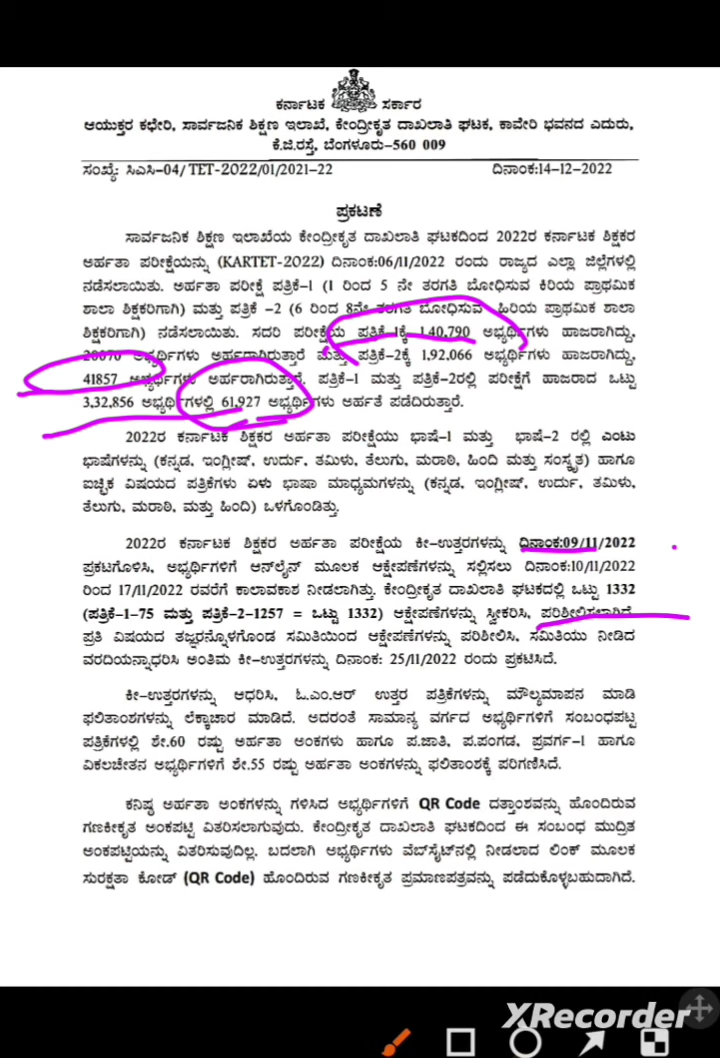 ಕರ್ನಾಟಕ ಸರ್ಕಾರ
ಆಯುಕ್ತರ ಕಛೇರಿ, ಸಾರ್ವಜನಿಕ ಶಿಕ್ಷಣ ಇಲಾಖೆ, ಕೇಂದ್ರೀಕೃತ ದಾಖಲಾತಿ ಘಟಕ, ಕಾವೇರಿ ಭವನದ ಎದುರು,
ಕೆ.ಜಿ.ರಸ್ತೆ, ಬೆಂಗಳೂರು-560 009
ಸಂಖ್ಯೆ: ಸಿಎಸಿ-04/ TET-2022/01/2021-22 ದಿನಾಂಕ:14-12-2022
ಪ್ರಕಟಣೆ
ಸಾರ್ವಜನಿಕ ಶಿಕ್ಷಣ ಇಲಾಖೆಯ ಕೇಂದ್ರೀಕೃತ ದಾಖಲಾತಿ ಘಟಕದಿಂದ 2022ರ ಕರ್ನಾಟಕ ಶಿಕ್ಷಕರ
ಅರ್ಹತಾ ಪರೀಕ್ಷೆಯನ್ನು (KARTET-2022) ದಿನಾಂಕ:06/11/2022 ರಂದು ರಾಜ್ಯದ ಎಲ್ಲಾ ಜಿಲ್ಲೆಗಳಲ್ಲಿ
ನಡೆಸಲಾಯಿತು. ಅರ್ಹತಾ ಪರೀಕ್ಷೆ ಪತ್ರಿಕೆ-1 (1 ರಿಂದ 5 ನೇ ತರಗತಿ ಬೋಧಿಸುವ ಕಿರಿಯ ಪ್ರಾಥಮಿಕ
ಶಾಲಾ ಶಿಕ್ಷಕರಿಗಾಗಿ) ಮತ್ತು ಪತ್ರಿಕೆ -2 (6 ರಿಂದ 8ನೇ ತರಗತಿ ಬೋಧಿಸುವ ಹಿರಿಯ ಪ್ರಾಥಮಿಕ ಶಾಲಾ
ಶಿಕ್ಷಕರಿಗಾಗಿ) ನಡೆಸಲಾಯಿತು. ಸದರಿ ಪರೀಕ್ಷೆಯ ಪತ್ರಿಕೆ-1ಕ್ಕೆ 1,40,790 ಅಭ್ಯರ್ಥಿಗಳು ಹಾಜರಾಗಿದ್ದು,
20070 ಅಭ್ಯರ್ಥಿಗಳು ಅರ್ಹರಾಗಿರುತ್ತಾರೆ ಮತ್ತು ಪತ್ರಿಕೆ-2ಕ್ಕೆ 1,92,066 ಅಭ್ಯರ್ಥಿಗಳು ಹಾಜರಾಗಿದ್ದು,
41857 ಅಭ್ಯರ್ಥಿಗಳು ಅರ್ಹರಾಗಿರುತ್ತಾರೆ. ಪತ್ರಿಕೆ-1 ಮತ್ತು ಪತ್ರಿಕೆ-2ರಲ್ಲಿ ಪರೀಕ್ಷೆಗೆ ಹಾಜರಾದ ಒಟ್ಟು
3,32,856 ಅಭ್ಯರ್ಥಿಗಳಲ್ಲಿ 61,927 ಅಭ್ಯರ್ಥಿಗಳು ಅರ್ಹತೆ ಪಡೆದಿರುತ್ತಾರೆ.
2022ರ ಕರ್ನಾಟಕ ಶಿಕ್ಷಕರ ಅರ್ಹತಾ ಪರೀಕ್ಷೆಯು ಭಾಷೆ-1 ಮತ್ತು ಭಾಷೆ-2 ರಲ್ಲಿ ಎಂಟು
ಭಾಷೆಗಳನ್ನು (ಕನ್ನಡ, ಇಂಗ್ಲೀಷ್, ಉರ್ದು, ತಮಿಳು, ತೆಲುಗು, ಮರಾಠಿ, ಹಿಂದಿ ಮತ್ತು ಸಂಸ್ಕೃತ) ಹಾಗೂ
ಐಚ್ಛಿಕ ವಿಷಯದ ಪತ್ರಿಕೆಗಳು ಏಳು ಭಾಷಾ ಮಾಧ್ಯಮಗಳನ್ನು (ಕನ್ನಡ, ಇಂಗ್ಲೀಷ್, ಉರ್ದು, ತಮಿಳು,
ತೆಲುಗು, ಮರಾಠಿ, ಮತ್ತು ಹಿಂದಿ) ಒಳಗೊಂಡಿತ್ತು.
2022ರ ಕರ್ನಾಟಕ ಶಿಕ್ಷಕರ ಅರ್ಹತಾ ಪರೀಕ್ಷೆಯ ಕೀ-ಉತ್ತರಗಳನ್ನು ದಿನಾಂಕ:09/11/2022
ಪ್ರಕಟಗೊಳಿಸಿ, ಅಭ್ಯರ್ಥಿಗಳಿಗೆ ಆನ್‌ಲೈನ್ ಮೂಲಕ ಆಕ್ಷೇಪಣೆಗಳನ್ನು ಸಲ್ಲಿಸಲು ದಿನಾಂಕ:10/11/2022
ರಿಂದ 17/11/2022 ರವರೆಗೆ ಕಾಲಾವಕಾಶ ನೀಡಲಾಗಿತ್ತು. ಕೇಂದ್ರೀಕೃತ ದಾಖಲಾತಿ ಘಟಕದಲ್ಲಿ ಒಟ್ಟು 1332
(ಪತ್ರಿಕೆ-1-75 ಮತ್ತು ಪತ್ರಿಕೆ-2-1257 = ಒಟ್ಟು 1332) ಆಕ್ಷೇಪಣೆಗಳನ್ನು ಸ್ವೀಕರಿಸಿ, ಪರಿಶೀಲಿಸಲಾಗಿದೆ.
ಪ್ರತಿ ವಿಷಯದ ತಜ್ಞರನ್ನೊಳಗೊಂಡ ಸಮಿತಿಯಿಂದ ಆಕ್ಷೇಪಣೆಗಳನ್ನು ಪರಿಶೀಲಿಸಿ, ಸಮಿತಿಯು ನೀಡಿದ
ವರದಿಯನ್ನಾಧರಿಸಿ ಅಂತಿಮ ಕೀ-ಉತ್ತರಗಳನ್ನು ದಿನಾಂಕ: 25/11/2022 ರಂದು ಪ್ರಕಟಿಸಿದೆ.
ಕೀ-ಉತ್ತರಗಳನ್ನು ಆಧರಿಸಿ, ಓ.ಎಂ.ಆರ್ ಉತ್ತರ ಪತ್ರಿಕೆಗಳನ್ನು ಮೌಲ್ಯಮಾಪನ ಮಾಡಿ
ಫಲಿತಾಂಶಗಳನ್ನು ಲೆಕ್ಕಾಚಾರ ಮಾಡಿದೆ. ಅದರಂತೆ ಸಾಮಾನ್ಯ ವರ್ಗದ ಅಭ್ಯರ್ಥಿಗಳಿಗೆ ಸಂಬಂಧಪಟ್ಟ
ಪತ್ರಿಕೆಗಳಲ್ಲಿ ಶೇ.60 ರಷ್ಟು ಅರ್ಹತಾ ಅಂಕಗಳು ಹಾಗೂ ಪ.ಜಾತಿ, ಪ.ಪಂಗಡ, ಪ್ರವರ್ಗ-1 ಹಾಗೂ
ವಿಕಲಚೇತನ ಅಭ್ಯರ್ಥಿಗಳಿಗೆ ಶೇ.55 ರಷ್ಟು ಅರ್ಹತಾ ಅಂಕಗಳನ್ನು ಫಲಿತಾಂಶಕ್ಕೆ ಪರಿಗಣಿಸಿದೆ.
ಕನಿಷ್ಠ ಅರ್ಹತಾ ಅಂಕಗಳನ್ನು ಗಳಿಸಿದ ಅಭ್ಯರ್ಥಿಗಳಿಗೆ QR Code ದತ್ತಾಂಶವನ್ನು ಹೊಂದಿರುವ
ಗಣಕೀಕೃತ ಅಂಕಪಟ್ಟಿ ವಿತರಿಸಲಾಗುವುದು. ಕೇಂದ್ರೀಕೃತ ದಾಖಲಾತಿ ಘಟಕದಿಂದ ಈ ಸಂಬಂಧ ಮುದ್ರಿತ
ಅಂಕಪಟ್ಟಿಯನ್ನು ವಿತರಿಸುವುದಿಲ್ಲ. ಬದಲಾಗಿ ಅಭ್ಯರ್ಥಿಗಳು ವೆಬ್‌ಸೈಟ್‌ನಲ್ಲಿ ನೀಡಲಾದ ಲಿಂಕ್ ಮೂಲಕ
ಸುರಕ್ಷತಾ ಕೋಡ್ (QR Code) ಹೊಂದಿರುವ ಗಣಕೀಕೃತ ಪ್ರಮಾಣಪತ್ರವನ್ನು ಪಡೆದುಕೊಳ್ಳಬಹುದಾಗಿದೆ.
XRecorder